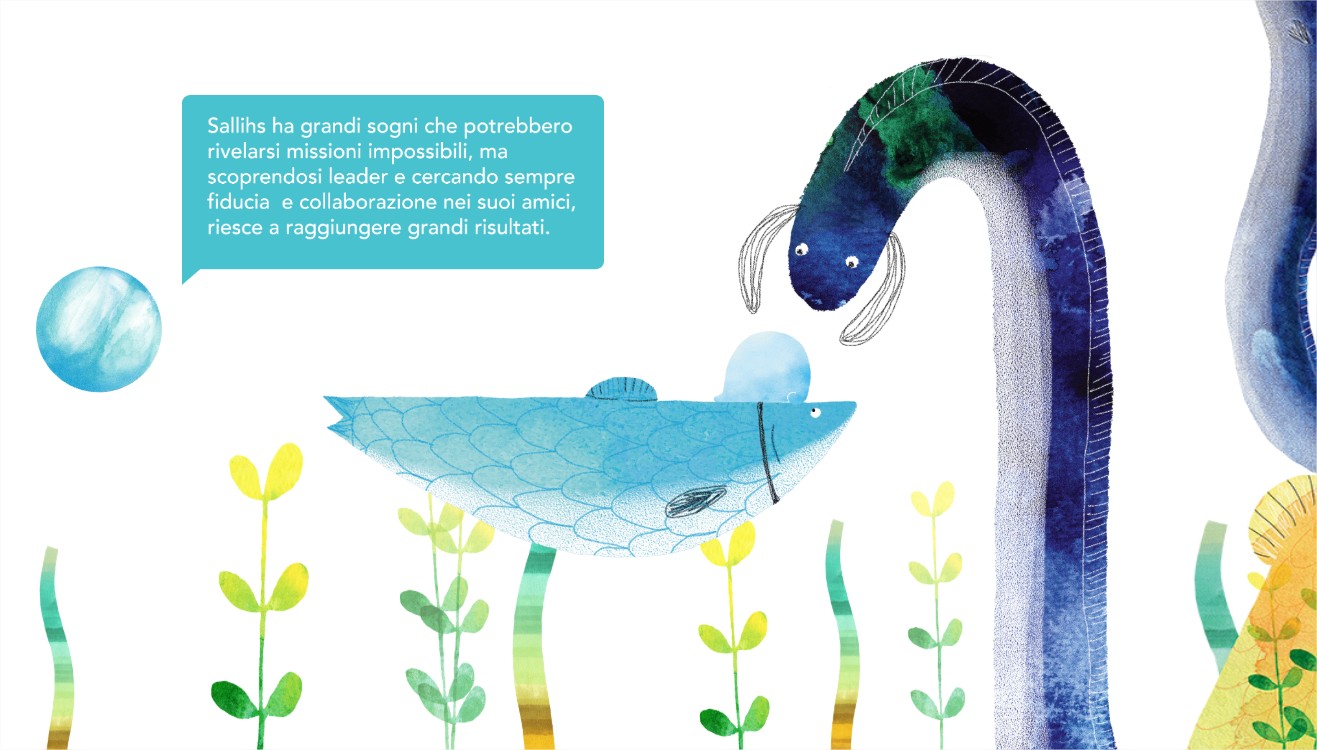 Sallihs ha grandi sogni che potrebbero
rivelarsi missioni impossibili, ma
scoprendosi leader e cercando sempre
fiducia  e collaborazione nei suoi amici,
riesce a raggiungere grandi risultati.